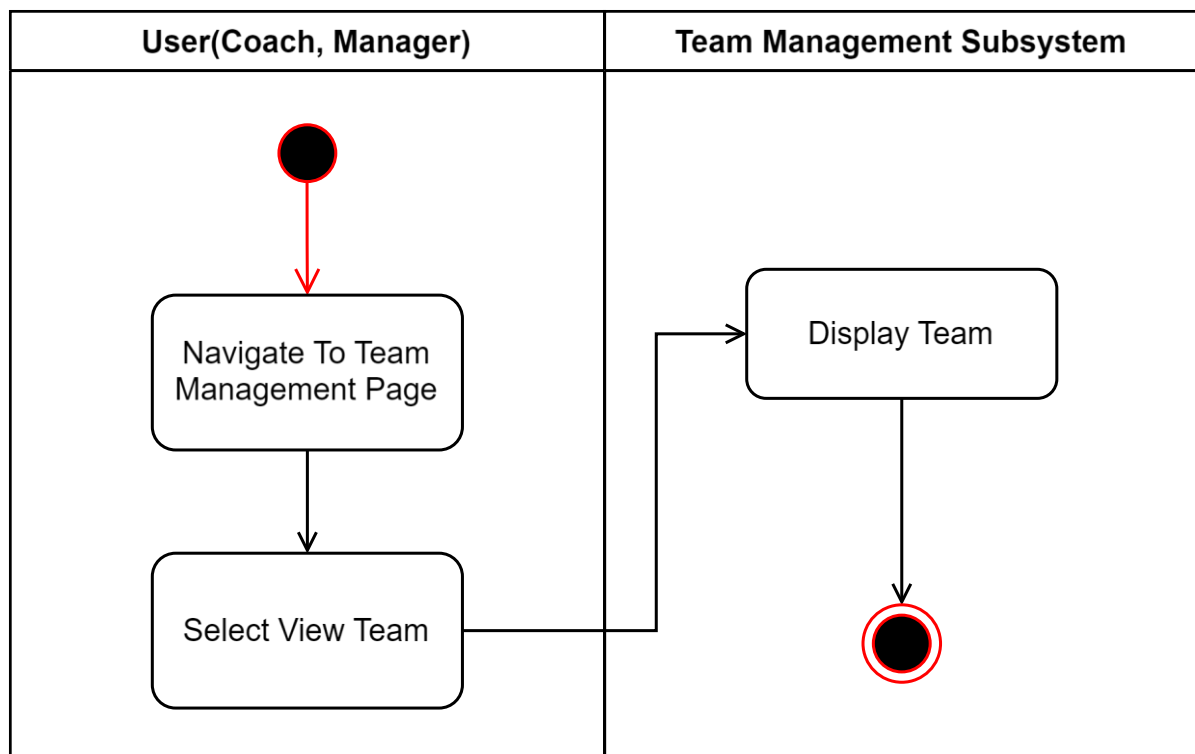 User(Coach, Manager)
Team Management Subsystem
Navigate To Team
Management Page
Select View Team
Display Team